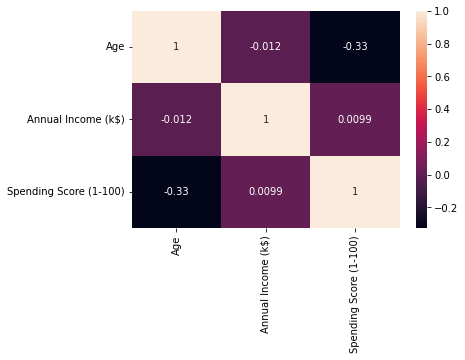 Age
Annual Income (k$)
Spending Score (1-100)
1
-0.012
-0.33
-0.012
1
0.0099
-0.33
0.0099
1
Age
Annual Income (k$)
Spending Score (1-100)
1.0
0.8
0.6
0.4
0.2
0.0
−0.2